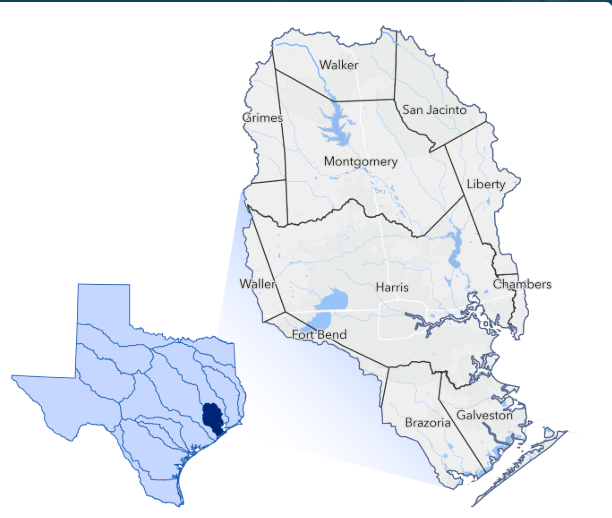 Walker
San Jacinto
Grimes
Montgomery
Liberty
Waller
Harris
Chambers
Fort Bend
Galveston
Brazoria